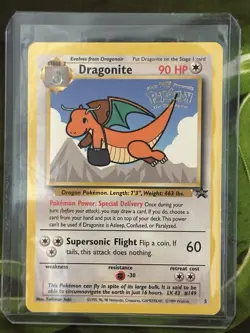 Evolves from Dragonair Put Dragonite on the Stage 1 card
Dragonite 90 HP
Dragon Pokémon. Length: 7'3", Weight: 463 lbs.
Pokémon Power: Special Delivery Once during your
turn (before your attack), you may draw a card. If you do,
choose a card from your hand and put it on top of your deck.
This power can't be used if Dragonite is
Asleep, Confused, or Paralyzed.
Supersonic Flight Flip a coin. If
tails, this attack does nothing. 60
weakness resistance retreat cost
-30
This Pokémon can fly in spite of its large bulk. It is able to
circumnavigate the earth in just 16 hours. LV. 43 #149
Illus.
5